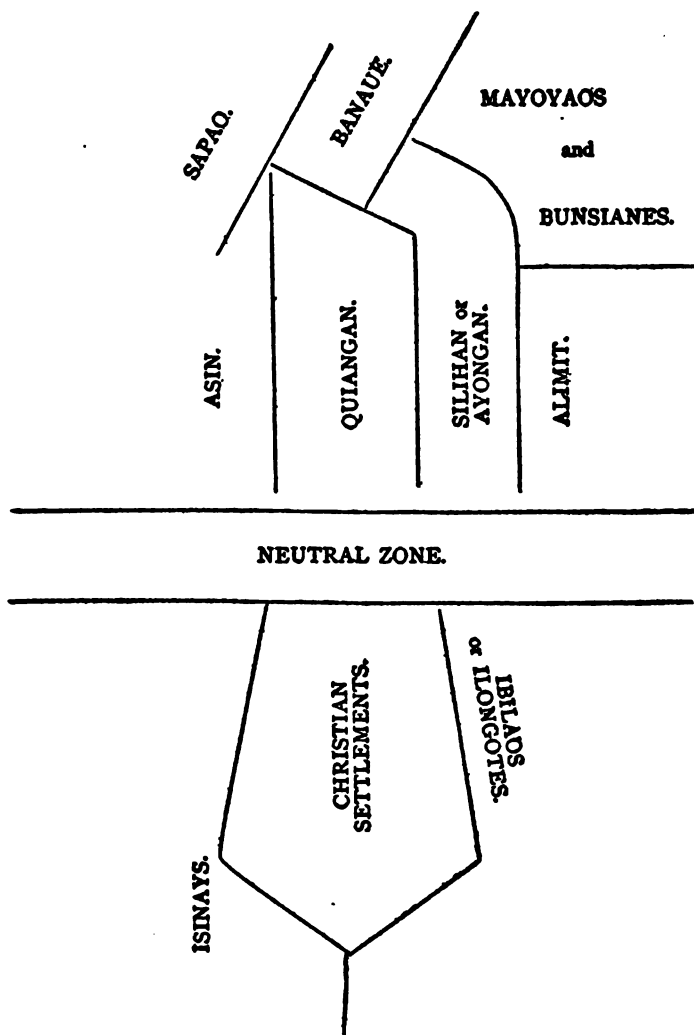 SAPAO.
BANAUE.
MAYOYAOS
and
BUNSIANES.
ASIN.
QUIANGAN.
SILIHAN or
AYONGAN.
ALIMIT.
NEUTRAL ZONE.
CHRISTIAN
SETTLEMENTS.
IBILAOS
or ILONGOTES.
ISINAYS.